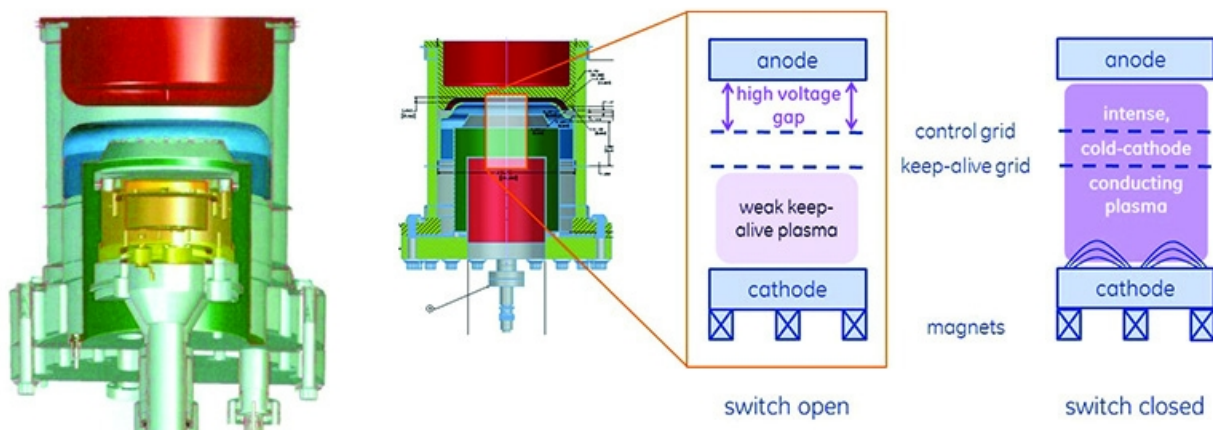 anode
high voltage
gap
control grid
keep-alive grid
weak keep-
alive plasma
cathode
magnets
switch open
anode
intense,
cold-cathode
conducting
plasma
cathode
switch closed